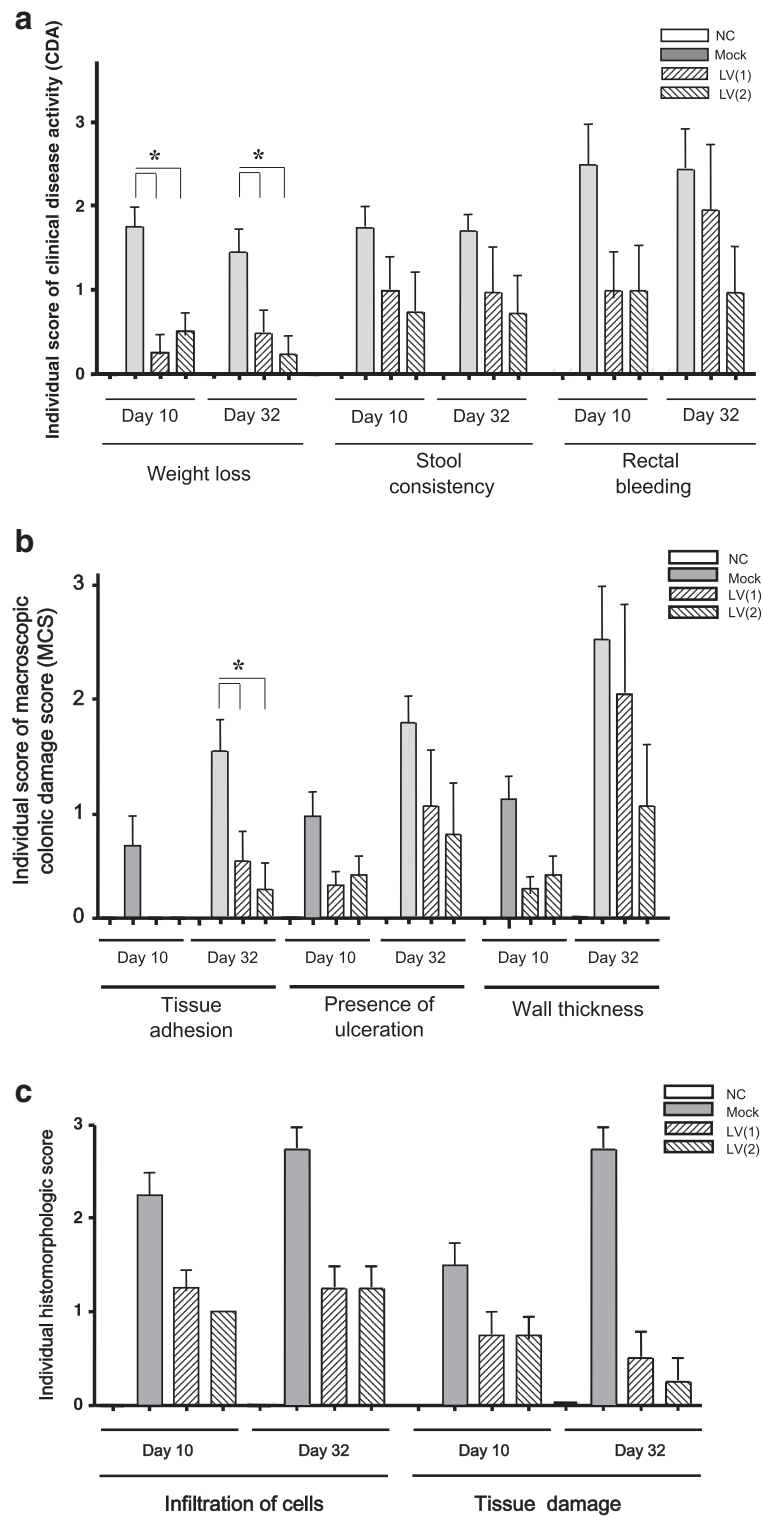 a
Individual score of clinical disease activity (CDA)
NC
Mock
LV(1)
LV(2)
3
2
1
0
*
*
Day 10
Day 32
Day 10
Day 32
Day 10
Day 32
Weight loss
Stool
consistency
Rectal
bleeding
b
Individual score of macroscopic
colonic damage score (MCS)
NC
Mock
LV(1)
LV(2)
3
2
1
0
*
Day 10
Day 32
Day 10
Day 32
Day 10
Day 32
Tissue
adhesion
Presence of
ulceration
Wall thickness
c
Individual histomorphologic score
NC
Mock
LV(1)
LV(2)
3
2
1
0
Day 10
Day 32
Day 10
Day 32
Infiltration of cells
Tissue damage